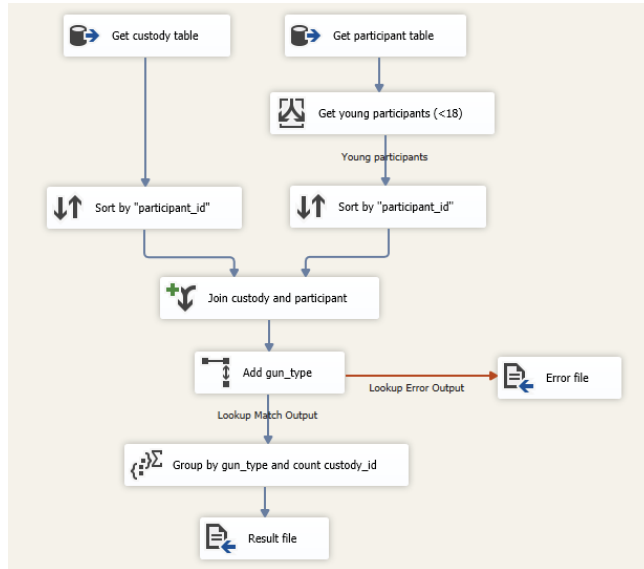 Get custody table
Get participant table
Get young participants (<18)
Young participants
Sort by "participant_id"
Sort by "participant_id"
Join custody and participant
Add gun_type
Lookup Error Output
Error file
Lookup Match Output
Group by gun_type and count custody_id
Result file